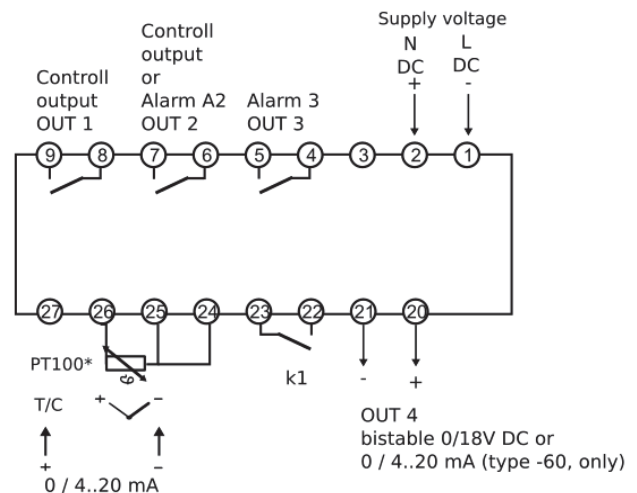 Supply voltage
N L
DC DC
+ -
Controll
output
OUT 1
Controll
output
or
Alarm A2
OUT 2
Alarm 3
OUT 3
9 8 7 6 5 4 3 2 1
27 26 25 24 23 22 21 20
PT100*
ϑ
k1
- +
T/C + -
+ -
0 / 4..20 mA
OUT 4
bistable 0/18V DC or
0 / 4..20 mA (type -60, only)